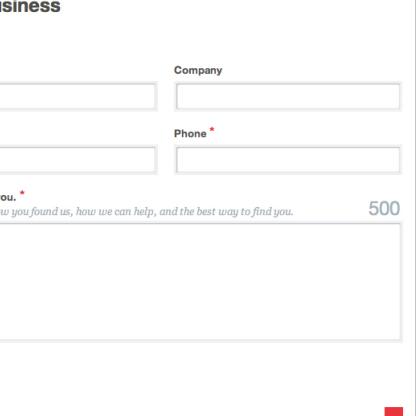 usiness
Company
Phone *
ou. *
w you found us, how we can help, and the best way to find you.
500